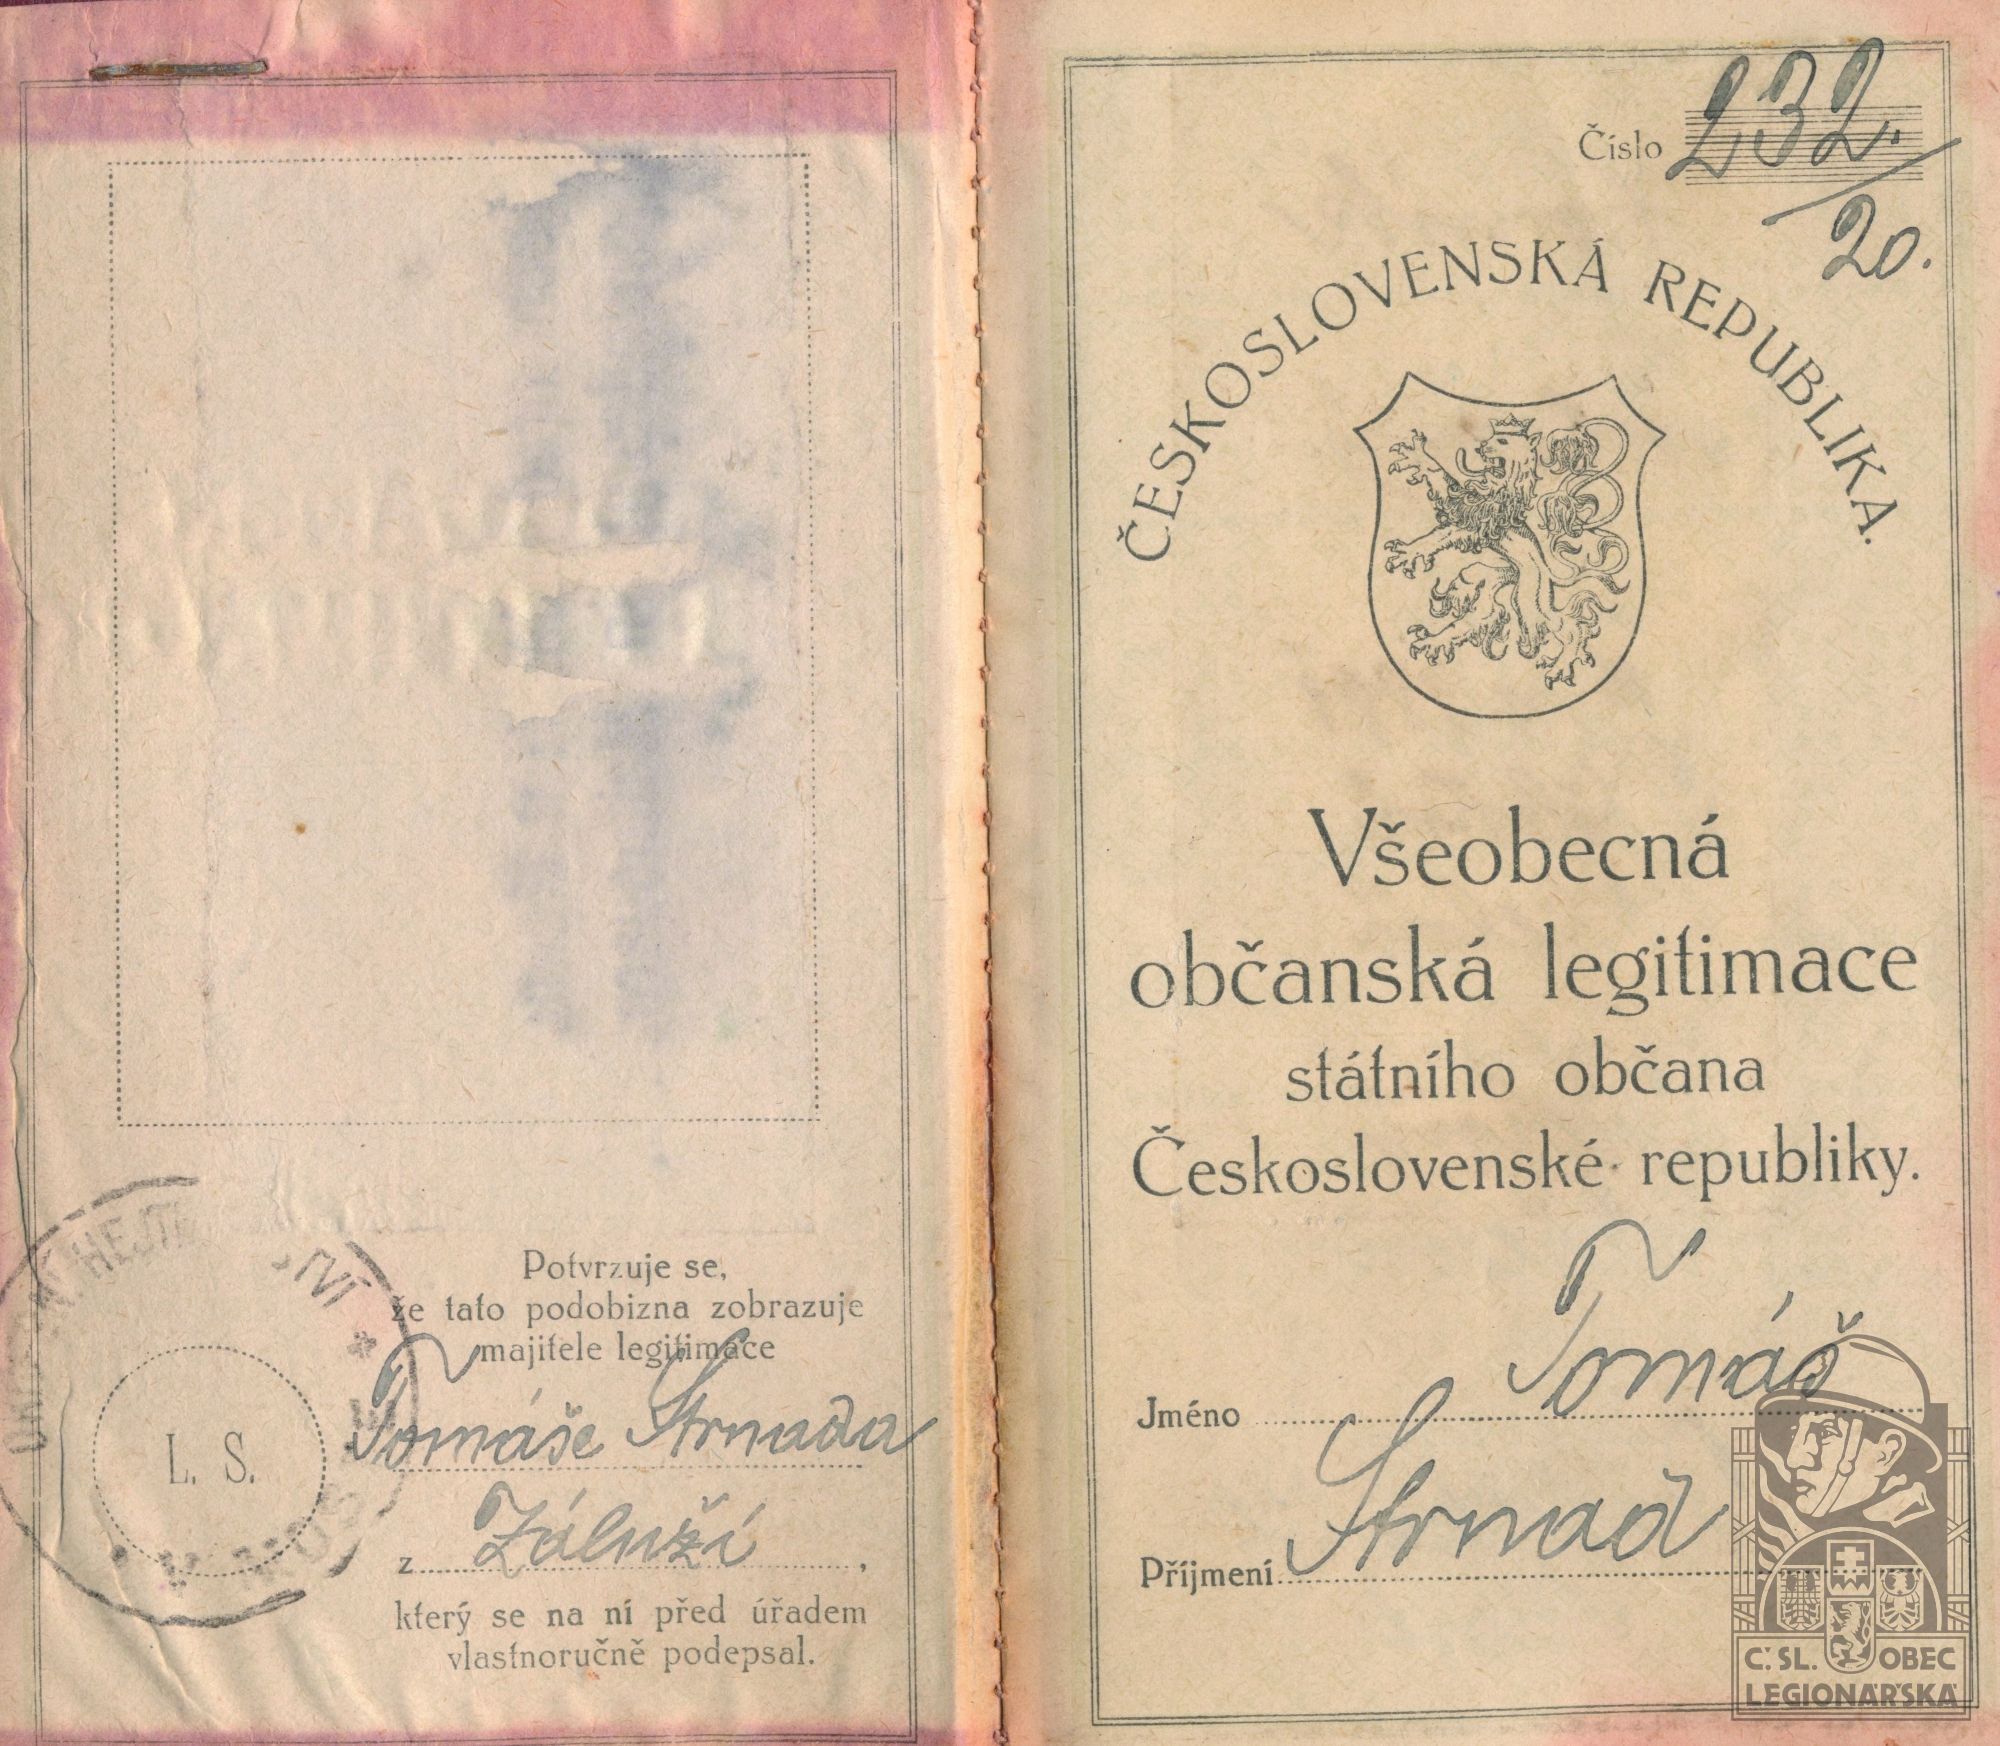 Potvrzuje se,
že tato podobizna zobrazuje
majitele legitimace
Tomáše Strnada
z Záluží,
který se na ní před úřadem
vlastnoručně podepsal.
L. S.
Číslo 232./20.
ČESKOSLOVENSKÁ REPUBLIKA.
Všeobecná
občanská legitimace
státního občana
Československé republiky.
Jméno Tomáš
Příjmení Strnad
Č. SL. OBEC
LEGIONÁŘSKÁ